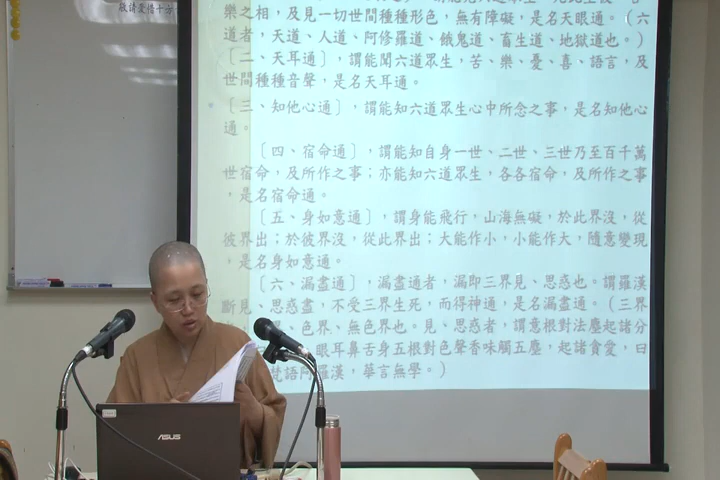 敬請愛惜十方
樂之相，及見一切世間種種形色，無有障礙，是名天眼通。（六
道者，天道、人道、阿修羅道、餓鬼道、畜生道、地獄道也。）
〔二、天耳通〕，謂能聞六道眾生，苦、樂、憂、喜、語言，及
世間種種音聲，是名天耳通。
〔三、知他心通〕，謂能知六道眾生心中所念之事，是名知他心
通。
〔四、宿命通〕，謂能知自身一世、二世、三世乃至百千萬
世宿命，及所作之事；亦能知六道眾生，各各宿命，及所作之事
，是名宿命通。
〔五、身如意通〕，謂身能飛行，山海無礙，於此界沒，從
彼界出；於彼界沒，從此界出；大能作小，小能作大，隨意變現
，是名身如意通。
〔六、漏盡通〕，漏盡通者，漏即三界見、思惑也。謂羅漢
斷見、思惑盡，不受三界生死，而得神通，是名漏盡通。（三界
、色界、無色界也。見、思惑者，謂意根對法塵起諸分
眼耳鼻舌身五根對色聲香味觸五塵，起諸貪愛，曰
梵語阿羅漢，華言無學。）
ASUS